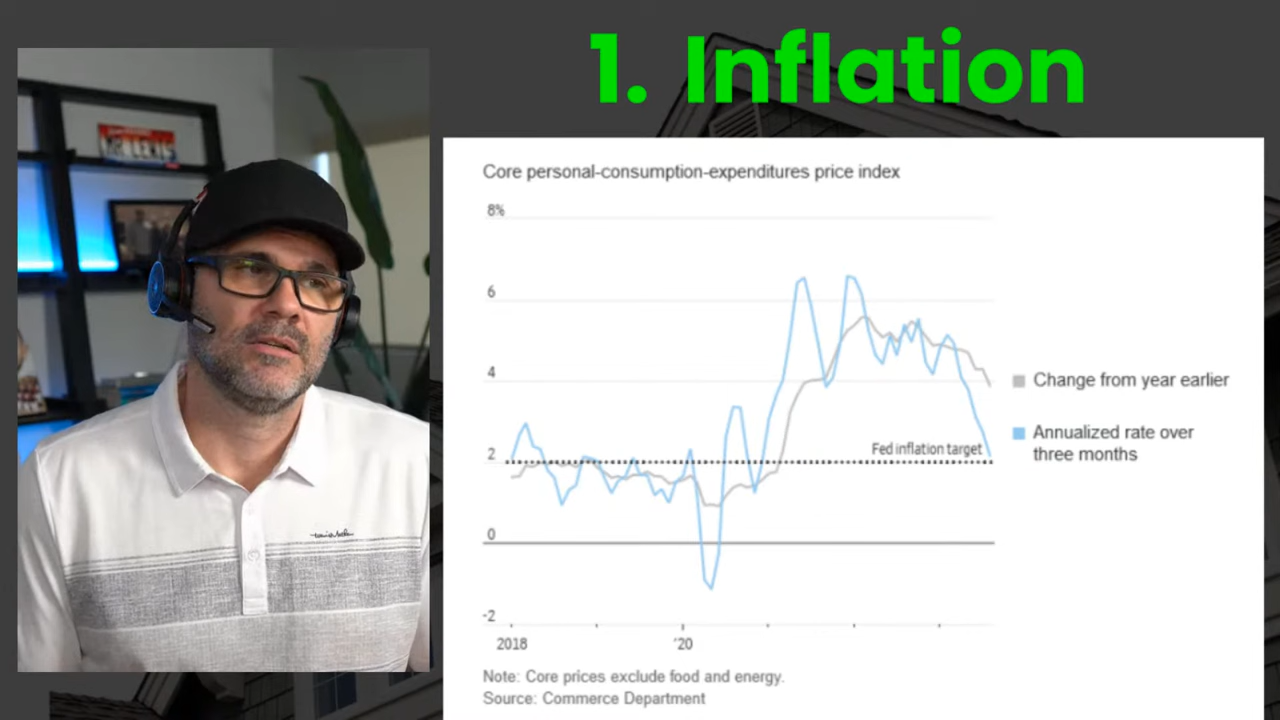 1. Inflation
MR LEWIS
Core personal-consumption-expenditures price index
8%
6
4
2
0
-2
Fed inflation target
Change from year earlier
Annualized rate over
three months
2018
'20
Note: Core prices exclude food and energy.
Source: Commerce Department